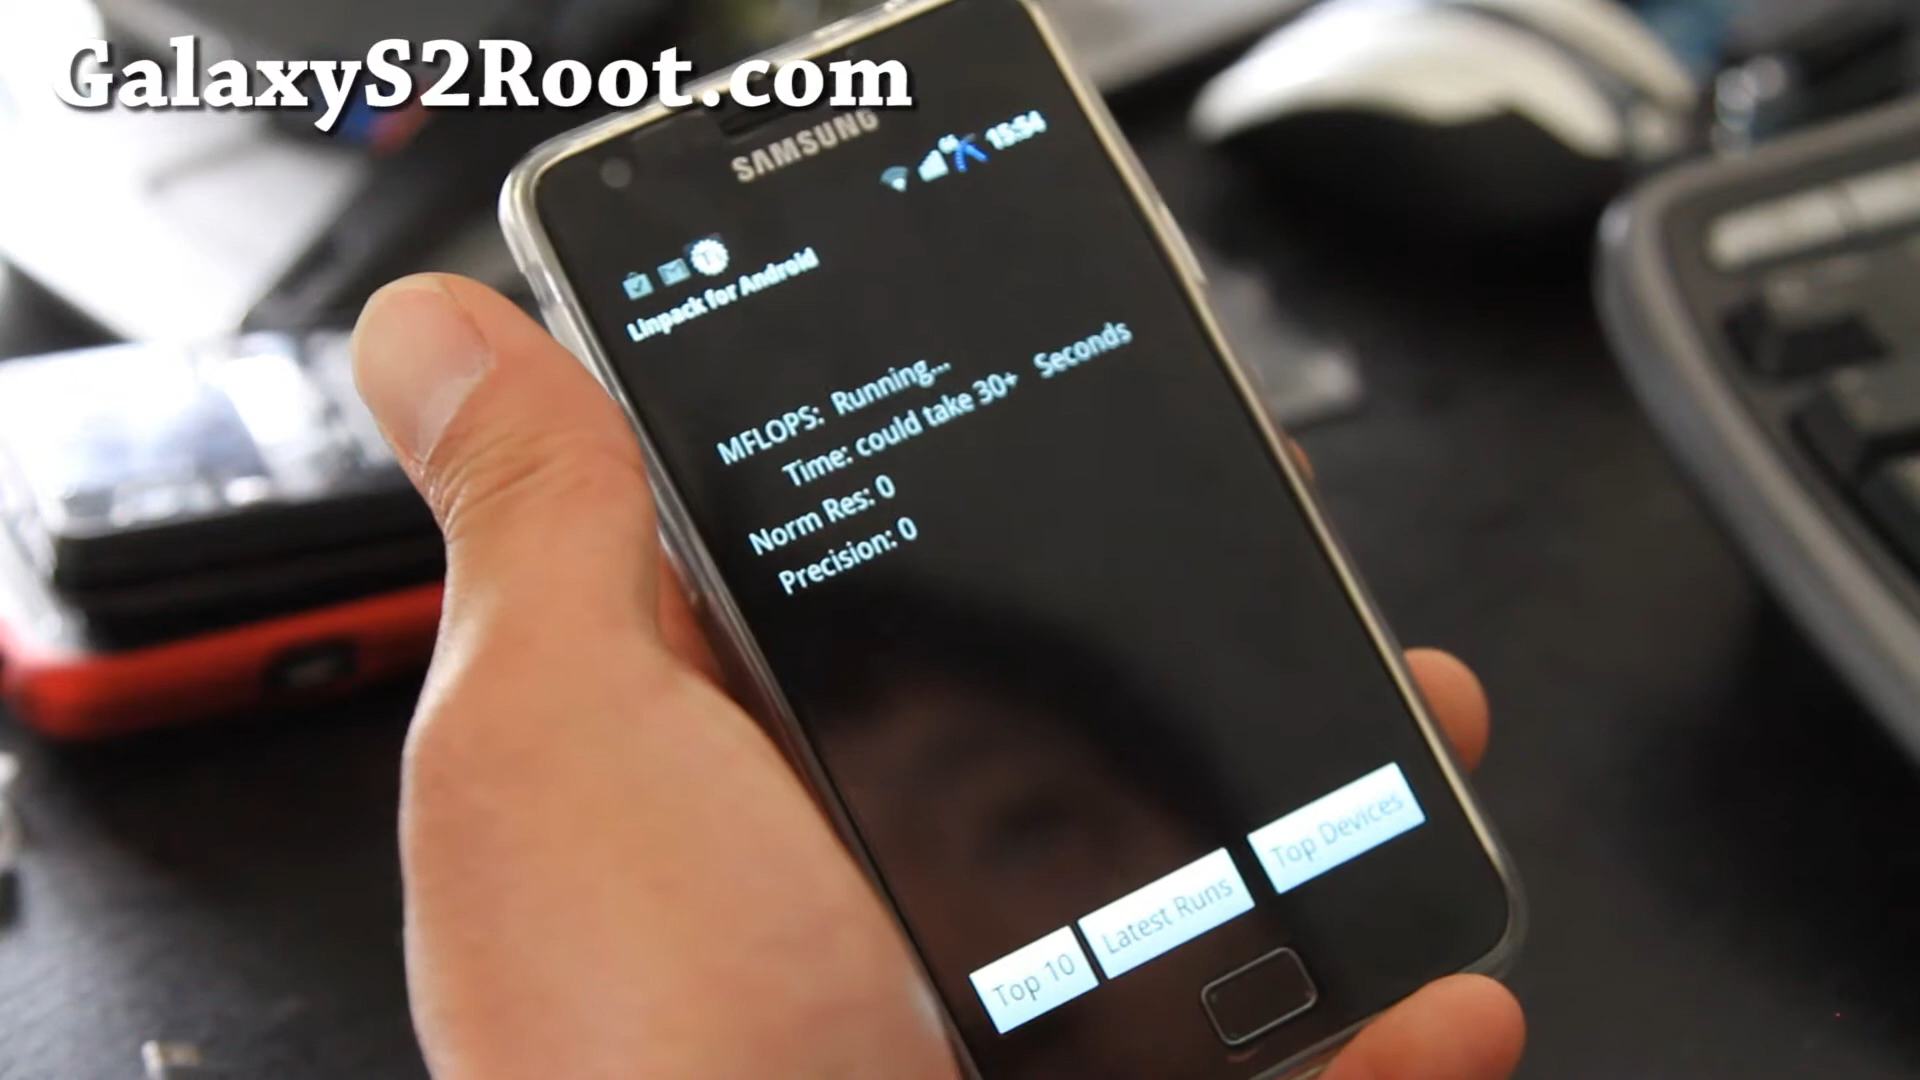 GalaxyS2Root.com
SAMSUNG
15:54
Linpack for Android
MFLOPS: Running...
Time: could take 30+ Seconds
Norm Res: 0
Precision: 0
Top 10
Latest Runs
Top Devices